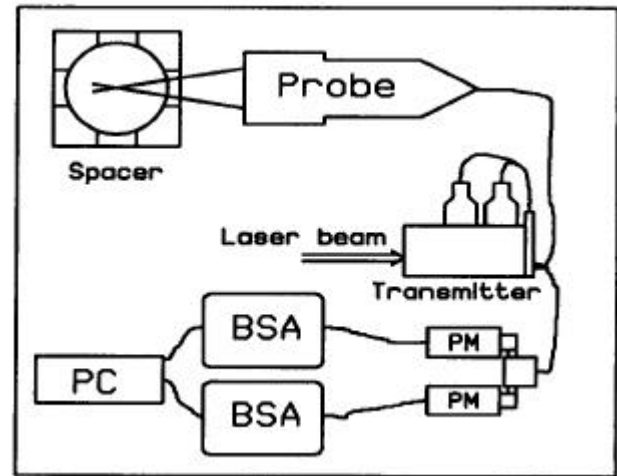 Probe
Spacer
Laser beam
Transmitter
BSA
PM
PC
BSA
PM